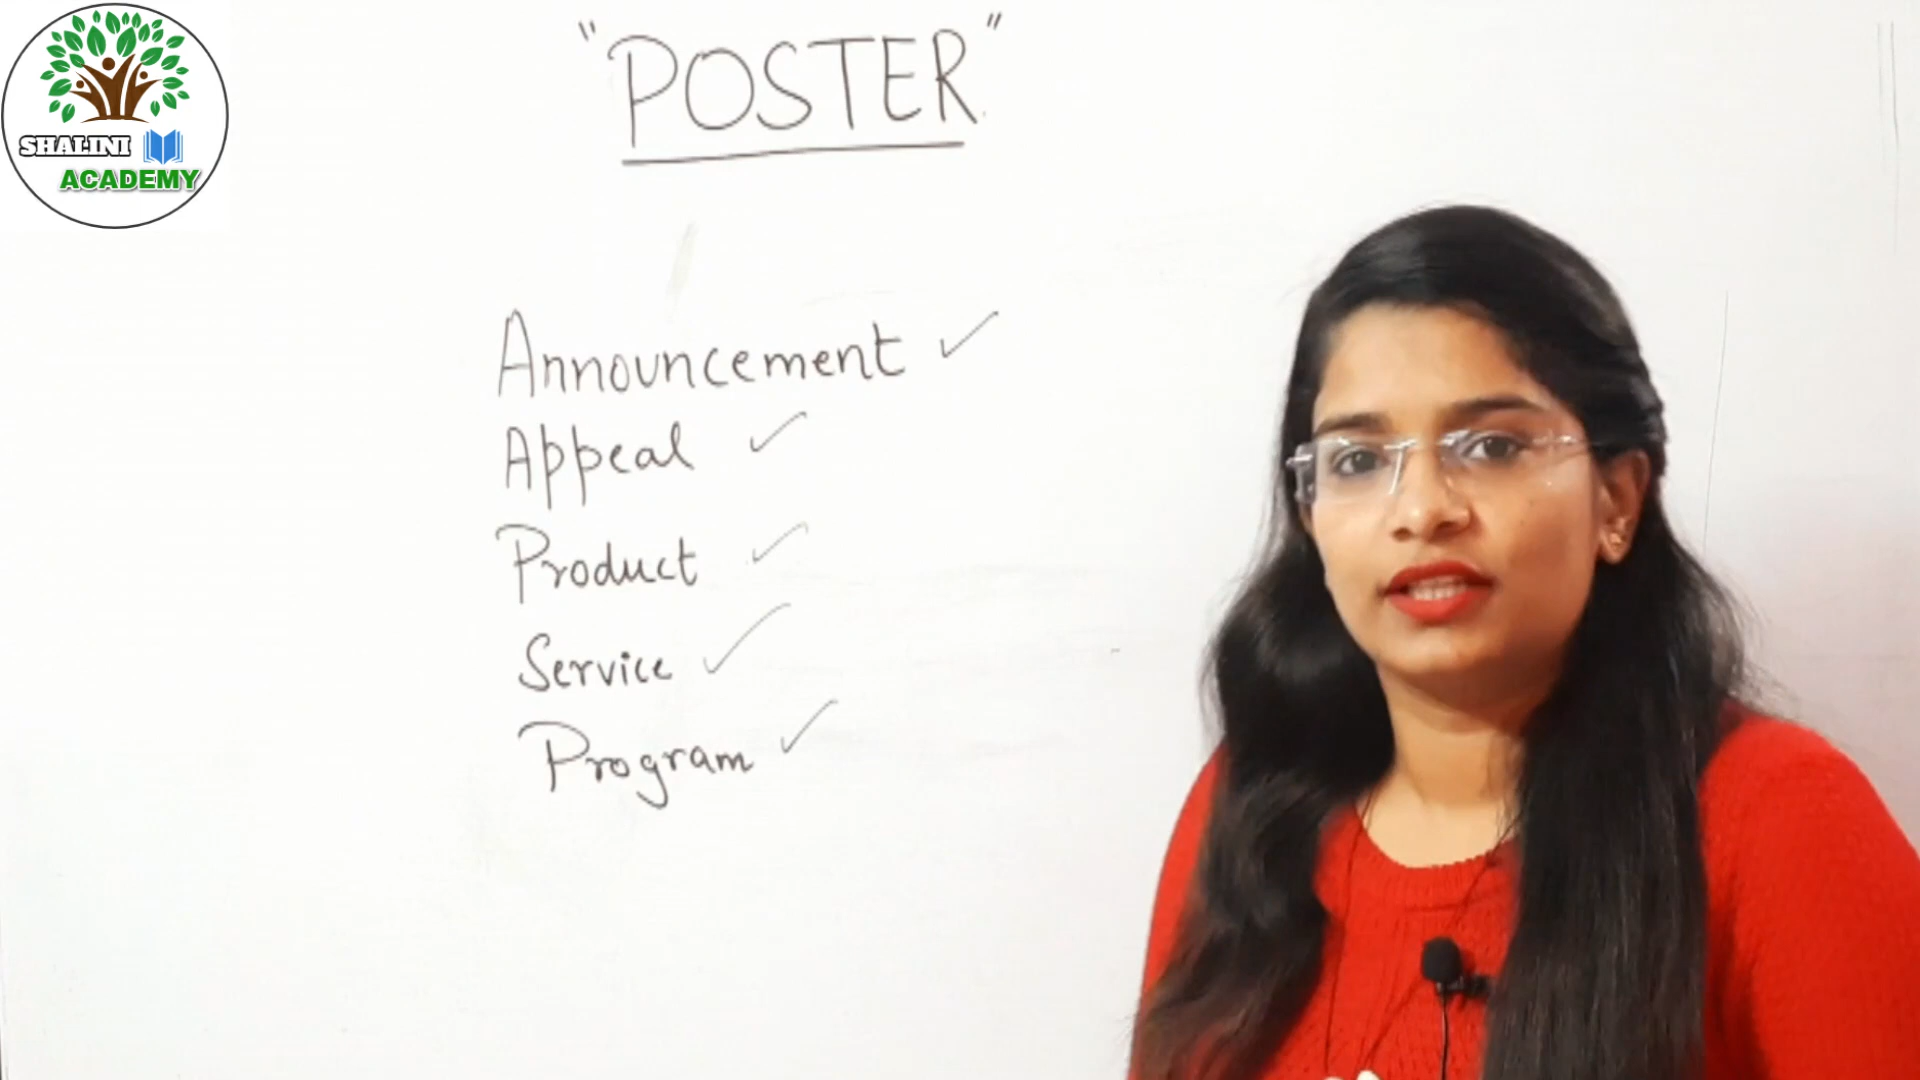 SHALINI
ACADEMY
"POSTER"
Announcement ✓
Appeal ✓
Product ✓
Service ✓
Program ✓